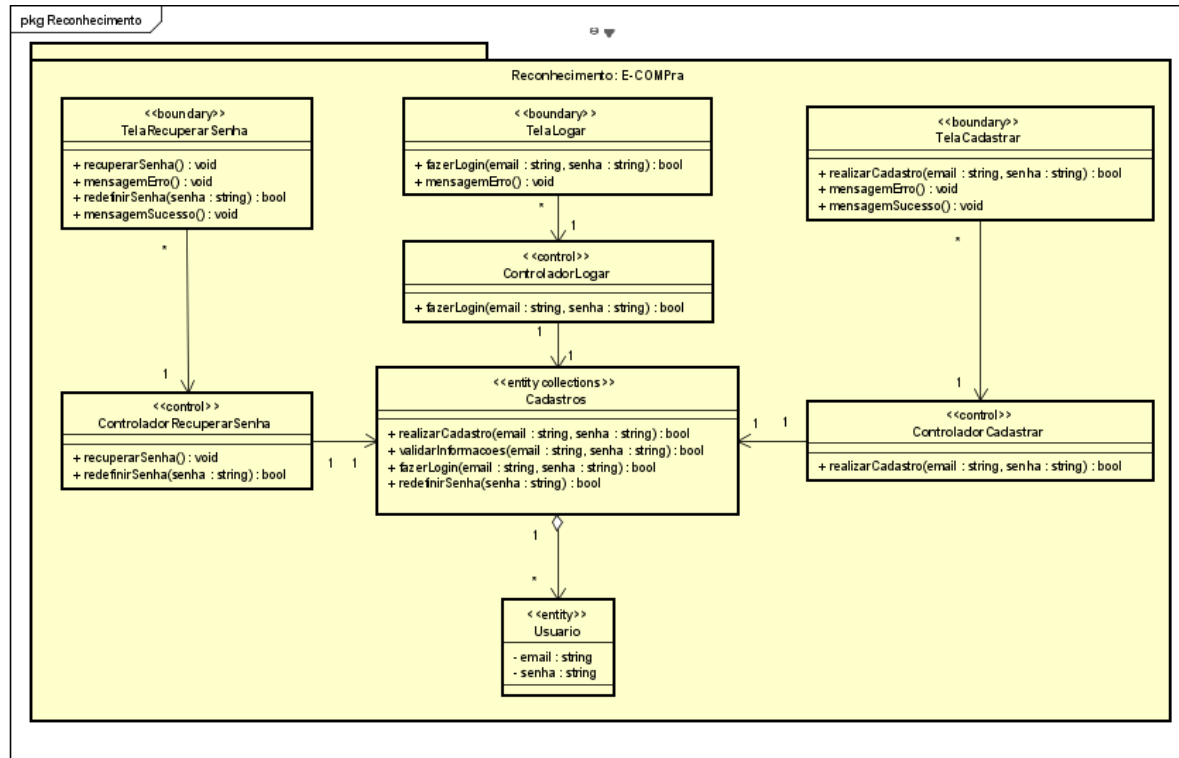 pkg Reconhecimento
Reconhecimento: E-COMPra
<<boundary>>
TelaRecuperarSenha
+ recuperarSenha() : void
+ mensagemErro() : void
+ redefinirSenha(senha : string) : bool
+ mensagemSucesso() : void
<<boundary>>
TelaLogar
+ fazerLogin(email : string, senha : string) : bool
+ mensagemErro() : void
<<boundary>>
TelaCadastrar
+ realizarCadastro(email : string, senha : string) : bool
+ mensagemErro() : void
+ mensagemSucesso() : void
*
1
*
1
*
1
<<control>>
ControladorLogar
+ fazerLogin(email : string, senha : string) : bool
1
1
<<control>>
ControladorRecuperarSenha
+ recuperarSenha() : void
+ redefinirSenha(senha : string) : bool
1 1
<<entity collections>>
Cadastros
+ realizarCadastro(email : string, senha : string) : bool
+ validarInformacoes(email : string, senha : string) : bool
+ fazerLogin(email : string, senha : string) : bool
+ redefinirSenha(senha : string) : bool
1 1
<<control>>
ControladorCadastrar
+ realizarCadastro(email : string, senha : string) : bool
1
*
<<entity>>
Usuario
- email : string
- senha : string